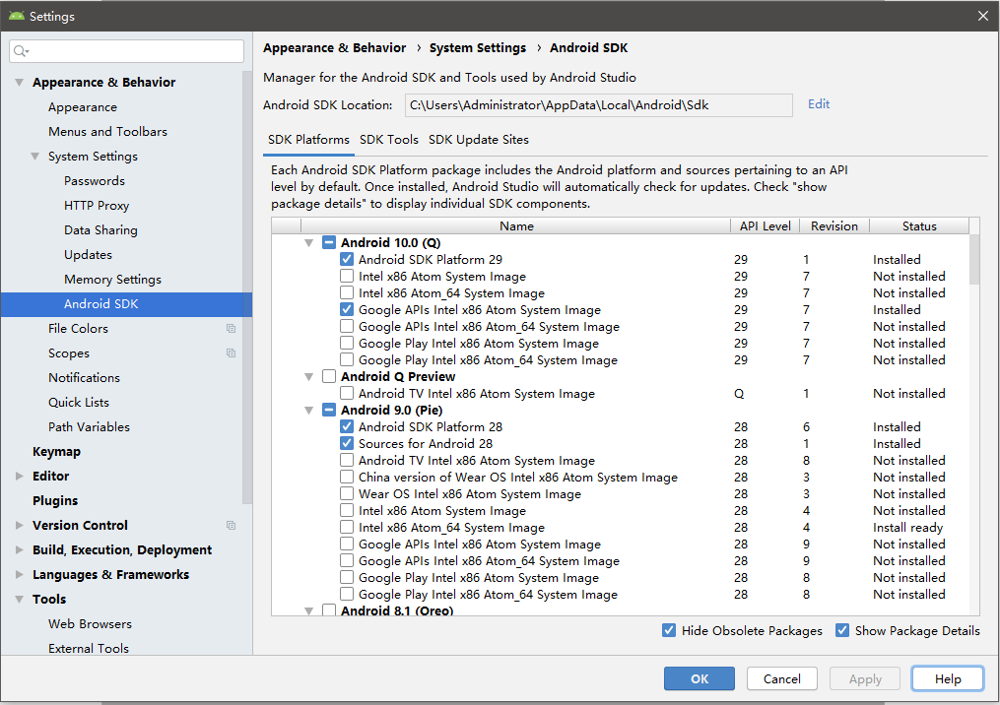 Settings
Appearance & Behavior
Appearance
Menus and Toolbars
System Settings
Passwords
HTTP Proxy
Data Sharing
Updates
Memory Settings
Android SDK
File Colors
Scopes
Notifications
Quick Lists
Path Variables
Keymap
Editor
Plugins
Version Control
Build, Execution, Deployment
Languages & Frameworks
Tools
Web Browsers
External Tools
Appearance & Behavior › System Settings › Android SDK
Manager for the Android SDK and Tools used by Android Studio
Android SDK Location: C:\Users\Administrator\AppData\Local\Android\Sdk Edit
SDK Platforms SDK Tools SDK Update Sites
Each Android SDK Platform package includes the Android platform and sources pertaining to an API
level by default. Once installed, Android Studio will automatically check for updates. Check "show
package details" to display individual SDK components.
Name API Level Revision Status
Android 10.0 (Q)
Android SDK Platform 29 29 1 Installed
Intel x86 Atom System Image 29 7 Not installed
Intel x86 Atom_64 System Image 29 7 Not installed
Google APIs Intel x86 Atom System Image 29 7 Installed
Google APIs Intel x86 Atom_64 System Image 29 7 Not installed
Google Play Intel x86 Atom System Image 29 7 Not installed
Google Play Intel x86 Atom_64 System Image 29 7 Not installed
Android Q Preview
Android TV Intel x86 Atom System Image Q 1 Not installed
Android 9.0 (Pie)
Android SDK Platform 28 28 6 Installed
Sources for Android 28 28 1 Installed
Android TV Intel x86 Atom System Image 28 8 Not installed
China version of Wear OS Intel x86 Atom System Image 28 3 Not installed
Wear OS Intel x86 Atom System Image 28 3 Not installed
Intel x86 Atom System Image 28 4 Not installed
Intel x86 Atom_64 System Image 28 4 Install ready
Google APIs Intel x86 Atom System Image 28 9 Not installed
Google APIs Intel x86 Atom_64 System Image 28 9 Not installed
Google Play Intel x86 Atom System Image 28 8 Not installed
Google Play Intel x86 Atom_64 System Image 28 8 Not installed
Android 8.1 (Oreo)
Hide Obsolete Packages Show Package Details
OK Cancel Apply Help